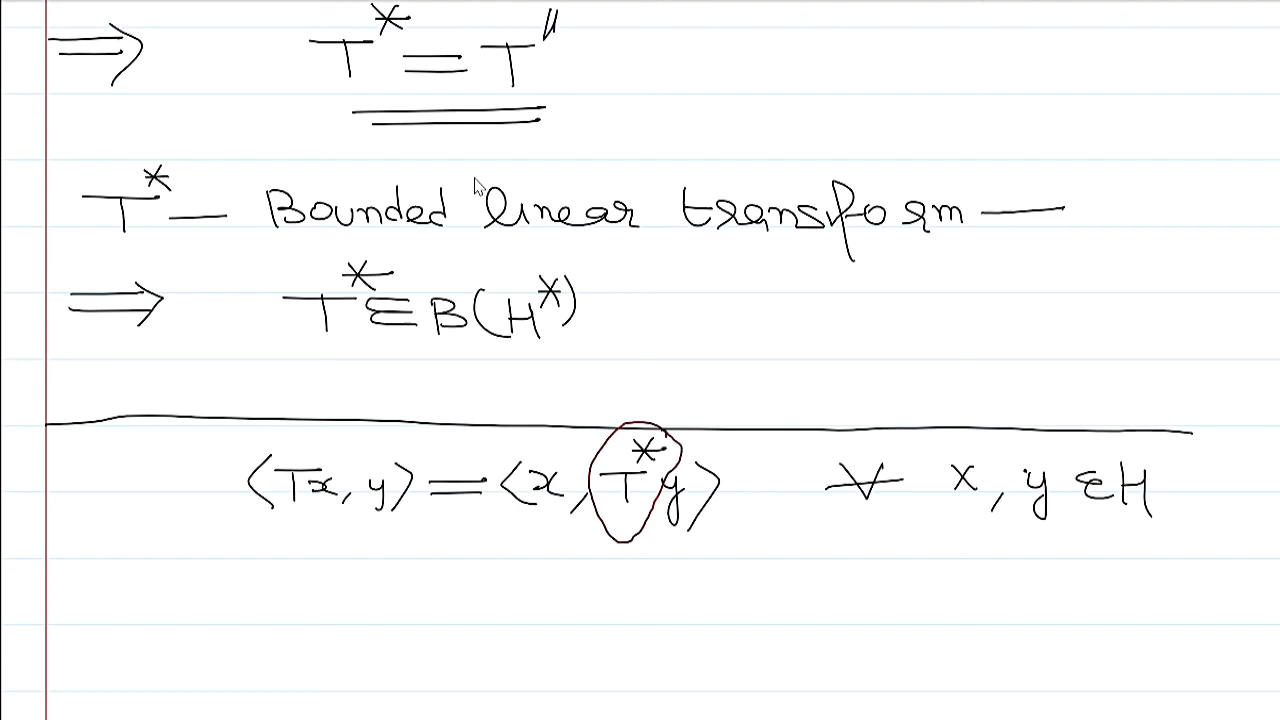 ⟹ T* = T''
T* — Bounded linear transform —
⟹ T* ∈ B(H*)
⟨Tx, y⟩ = ⟨x, T*y⟩ ∀ x, y ∈ H